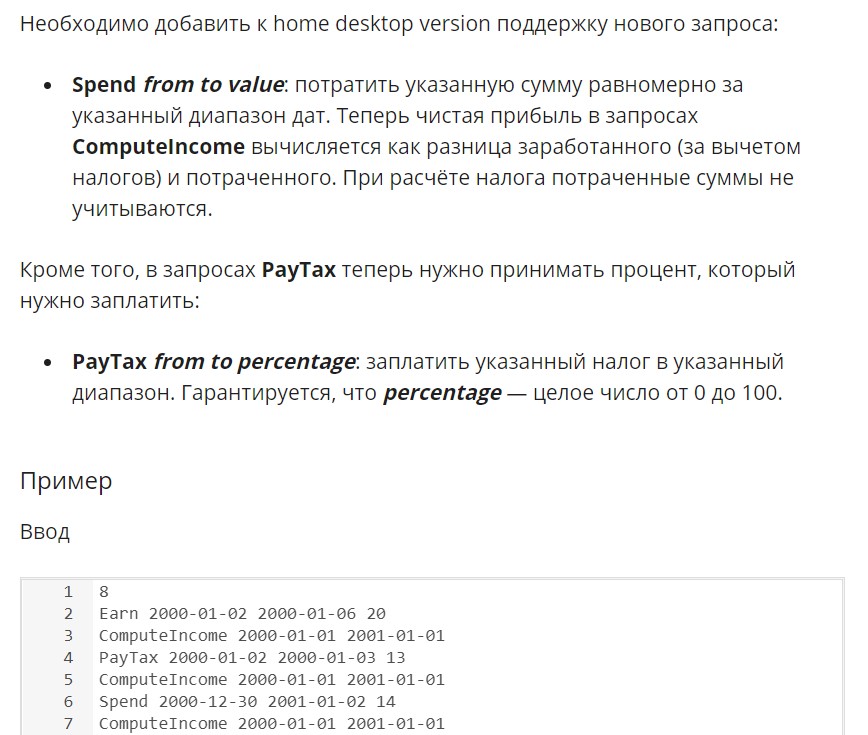 Необходимо добавить к home desktop version поддержку нового запроса:
• Spend from to value: потратить указанную сумму равномерно за
указанный диапазон дат. Теперь чистая прибыль в запросах
ComputeIncome вычисляется как разница заработанного (за вычетом
налогов) и потраченного. При расчёте налога потраченные суммы не
учитываются.
Кроме того, в запросах PayTax теперь нужно принимать процент, который
нужно заплатить:
• PayTax from to percentage: заплатить указанный налог в указанный
диапазон. Гарантируется, что percentage — целое число от 0 до 100.
Пример
Ввод
1 8
2 Earn 2000-01-02 2000-01-06 20
3 ComputeIncome 2000-01-01 2001-01-01
4 PayTax 2000-01-02 2000-01-03 13
5 ComputeIncome 2000-01-01 2001-01-01
6 Spend 2000-12-30 2001-01-02 14
7 ComputeIncome 2000-01-01 2001-01-01